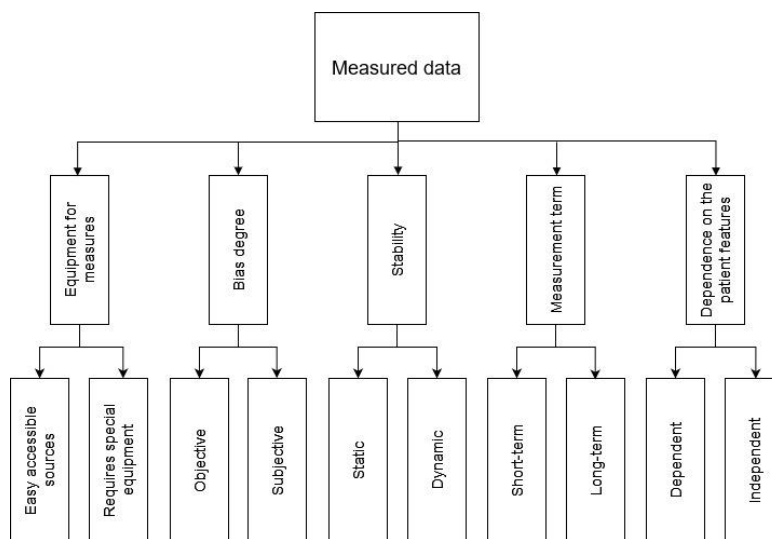 Measured data
Equipment for
measures
Bias degree
Stability
Measurement term
Dependence on the
patient features
Easy accessible
sources
Requires special
equipment
Objective
Subjective
Static
Dynamic
Short-term
Long-term
Dependent
Independent